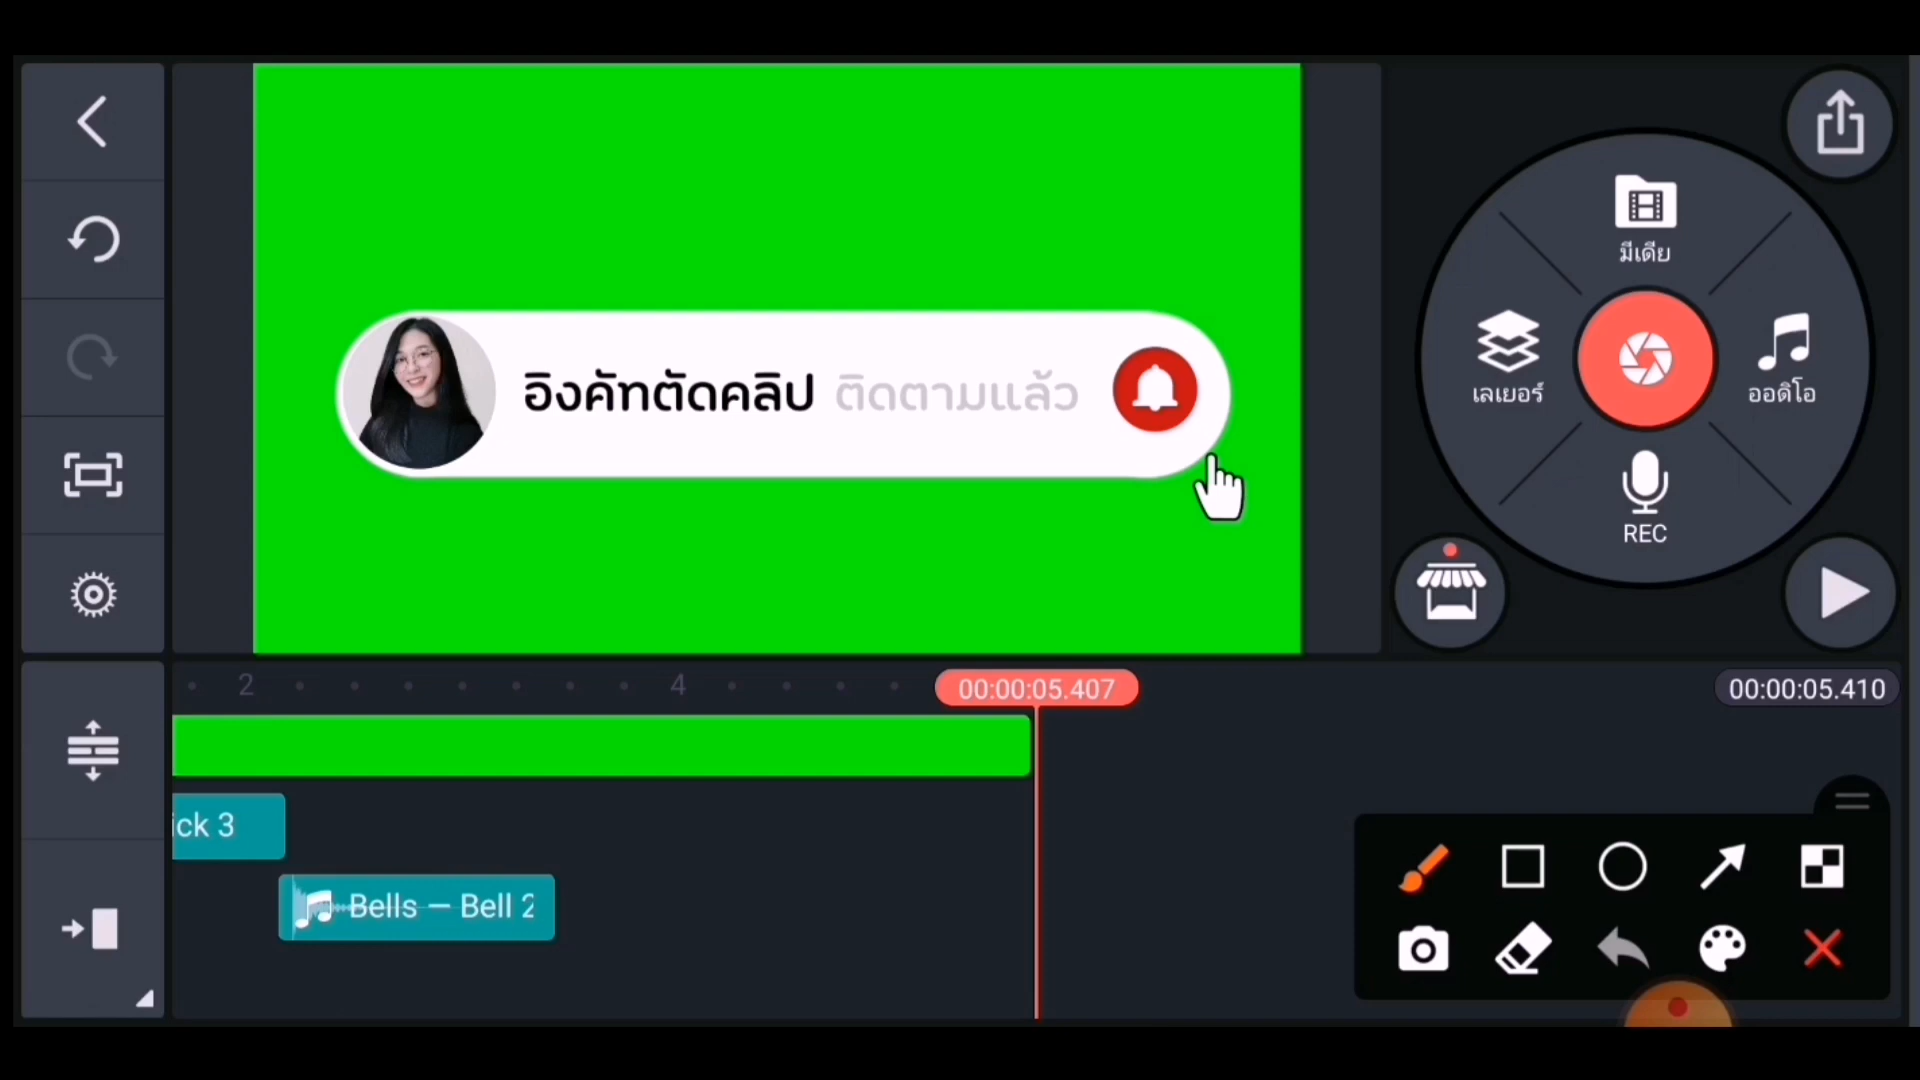 มีเดีย
เลเยอร์
ออดิโอ
REC
อิงคัทตัดคลิป ติดตามแล้ว
2
4
00:00:05.407
00:00:05.410
ick 3
Bells — Bell 2